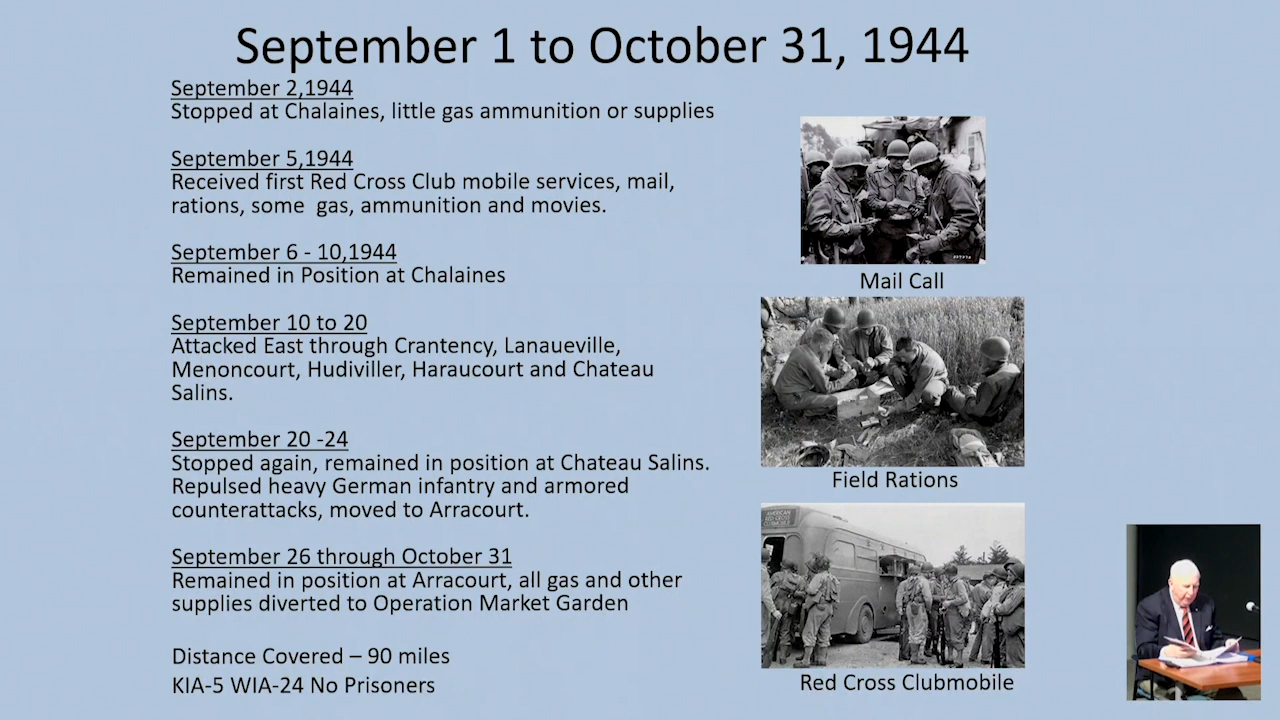 September 1 to October 31, 1944
September 2,1944
Stopped at Chalaines, little gas ammunition or supplies
September 5,1944
Received first Red Cross Club mobile services, mail,
rations, some gas, ammunition and movies.
September 6 - 10,1944
Remained in Position at Chalaines
September 10 to 20
Attacked East through Crantency, Lanaueville,
Menoncourt, Hudiviller, Haraucourt and Chateau
Salins.
September 20 -24
Stopped again, remained in position at Chateau Salins.
Repulsed heavy German infantry and armored
counterattacks, moved to Arracourt.
September 26 through October 31
Remained in position at Arracourt, all gas and other
supplies diverted to Operation Market Garden
Distance Covered – 90 miles
KIA-5 WIA-24 No Prisoners
Mail Call
Field Rations
AMERICAN
RED CROSS
CLUBMOBILE
Red Cross Clubmobile